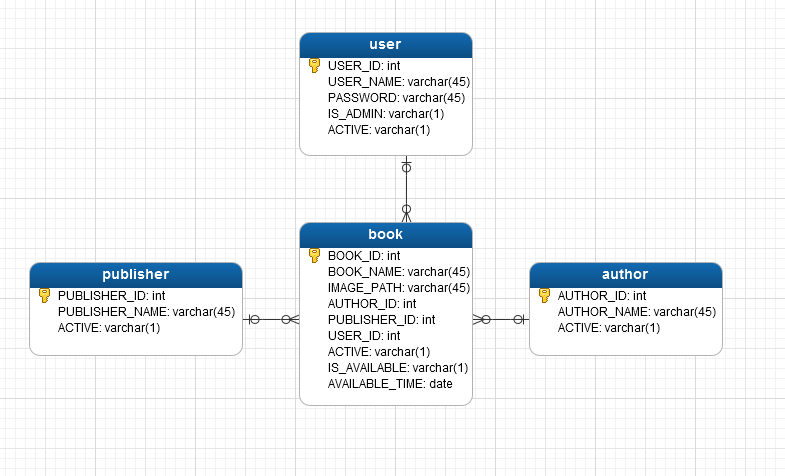 user
USER_ID: int
USER_NAME: varchar(45)
PASSWORD: varchar(45)
IS_ADMIN: varchar(1)
ACTIVE: varchar(1)
book
BOOK_ID: int
BOOK_NAME: varchar(45)
IMAGE_PATH: varchar(45)
AUTHOR_ID: int
PUBLISHER_ID: int
USER_ID: int
ACTIVE: varchar(1)
IS_AVAILABLE: varchar(1)
AVAILABLE_TIME: date
publisher
PUBLISHER_ID: int
PUBLISHER_NAME: varchar(45)
ACTIVE: varchar(1)
author
AUTHOR_ID: int
AUTHOR_NAME: varchar(45)
ACTIVE: varchar(1)